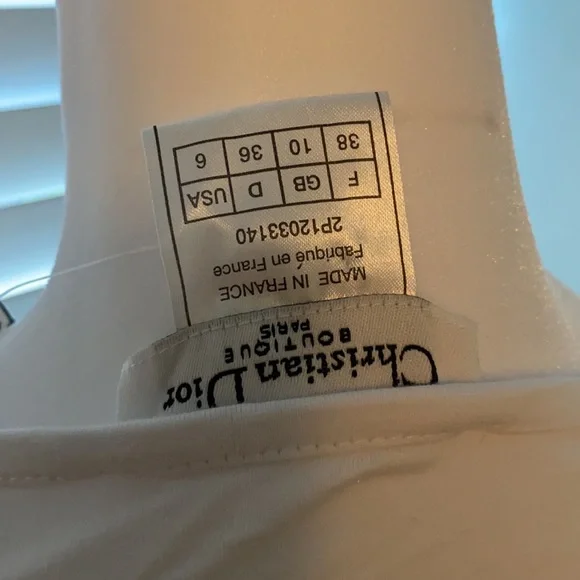 Christian Dior
BOUTIQUE
PARIS
MADE IN FRANCE
Fabriqué en France
2P12033140
F GB D USA
38 10 36 6